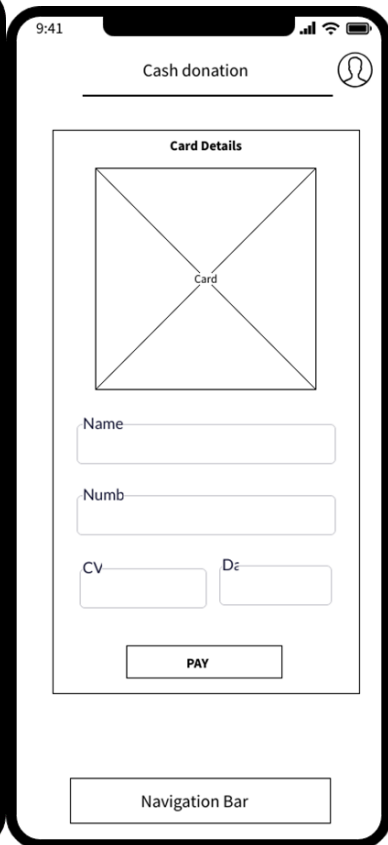 9:41
Cash donation
Card Details
Card
Name
Numb
CV
Da
PAY
Navigation Bar